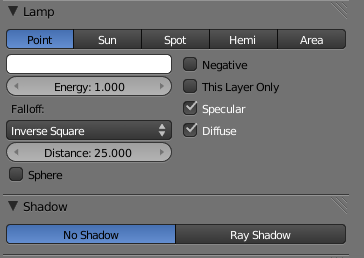 Lamp
Point Sun Spot Hemi Area
Negative
Energy: 1.000 This Layer Only
Falloff: Specular
Inverse Square Diffuse
Distance: 25.000
Sphere
Shadow
No Shadow Ray Shadow